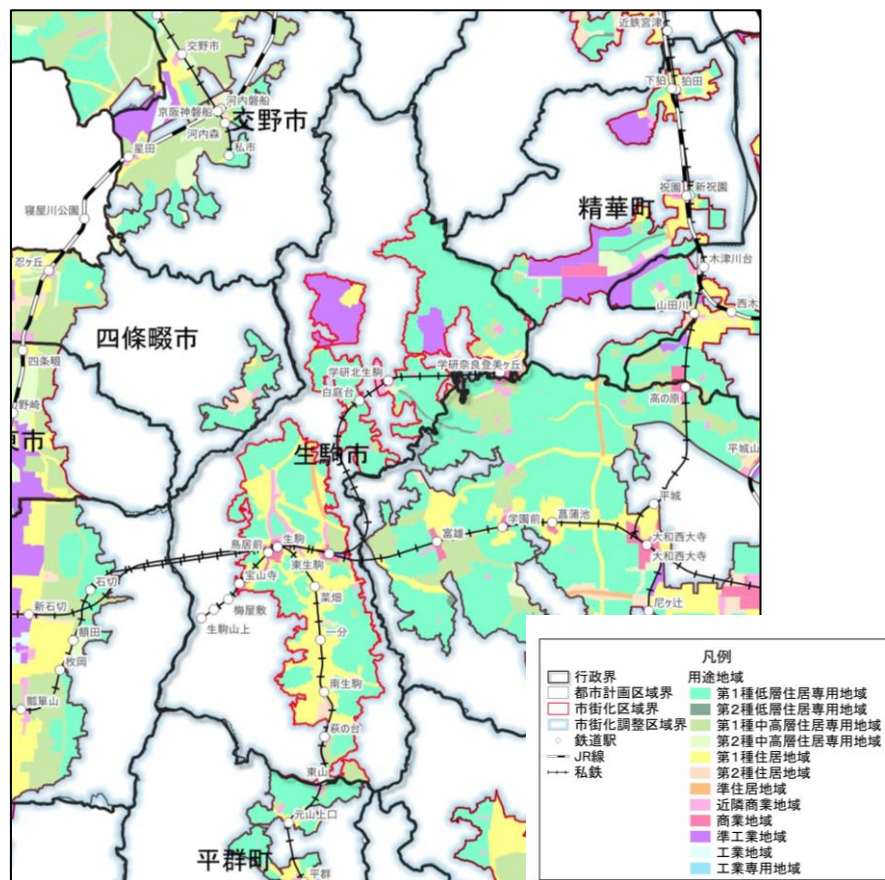 近鉄宮津
交野市
下狛
狛田
河内磐船
京阪神磐船
交野市
河内森
星田
私市
寝屋川公園
祝園
新祝園
精華町
忍ケ丘
木津川台
山田川
西木
四條畷市
四条畷
学研奈良登美ケ丘
学研北生駒
白庭台
高の原
野崎
東市
生駒市
平城山
平城
菖蒲池
学園前
富雄
大和西大寺
大和西大寺
鳥居前
生駒
東生駒
石切
宝山寺
菜畑
新石切
梅屋敷
尼ケ辻
生駒山上
額田
一分
枚岡
瓢箪山
南生駒
萩の台
東山
元山上口
平群町
平群
凡例
行政界
都市計画区域界
市街化区域界
市街化調整区域界
鉄道駅
JR線
私鉄
用途地域
第1種低層住居専用地域
第2種低層住居専用地域
第1種中高層住居専用地域
第2種中高層住居専用地域
第1種住居地域
第2種住居地域
準住居地域
近隣商業地域
商業地域
準工業地域
工業地域
工業専用地域